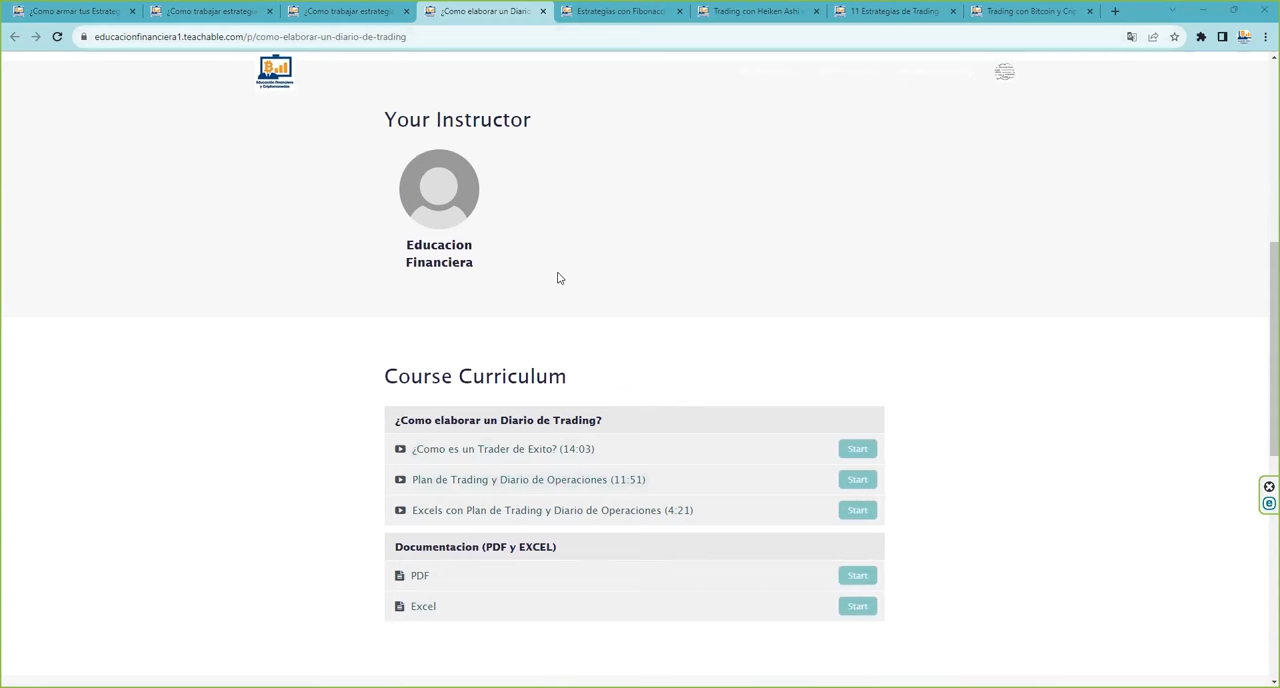 ¿Como armar tus Estrateg
¿Como trabajar estrategi
¿Como trabajar estrategi
¿Como elaborar un Diario
Estrategias con Fibonacci
Trading con Heiken Ashi
11 Estrategias de Trading
Trading con Bitcoin y Crip
educacionfinanciera1.teachable.com/p/como-elaborar-un-diario-de-trading
Educación Financiera
y Criptomonedas
Your Instructor
Educacion
Financiera
Course Curriculum
¿Como elaborar un Diario de Trading?
¿Como es un Trader de Exito? (14:03)
Start
Plan de Trading y Diario de Operaciones (11:51)
Start
Excels con Plan de Trading y Diario de Operaciones (4:21)
Start
Documentacion (PDF y EXCEL)
PDF
Start
Excel
Start